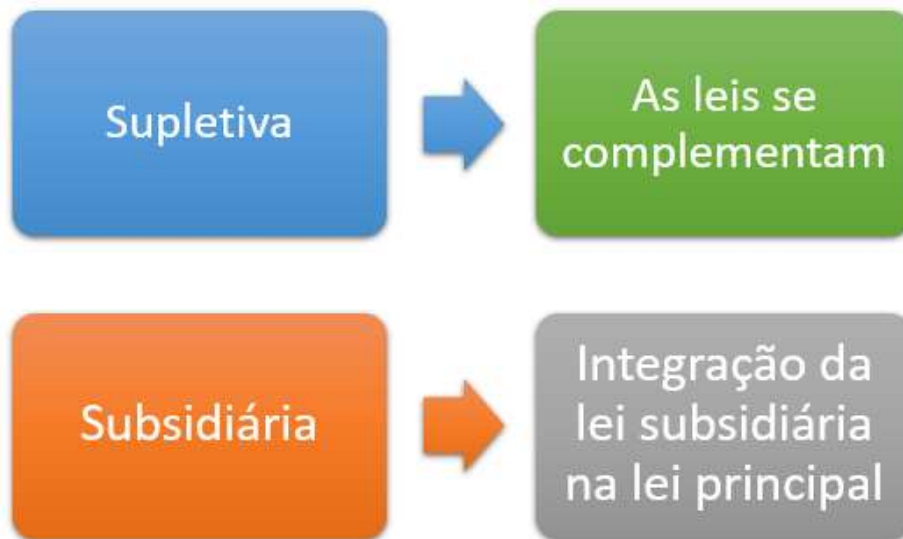 Supletiva
As leis se
complementam
Subsidiária
Integração da
lei subsidiária
na lei principal